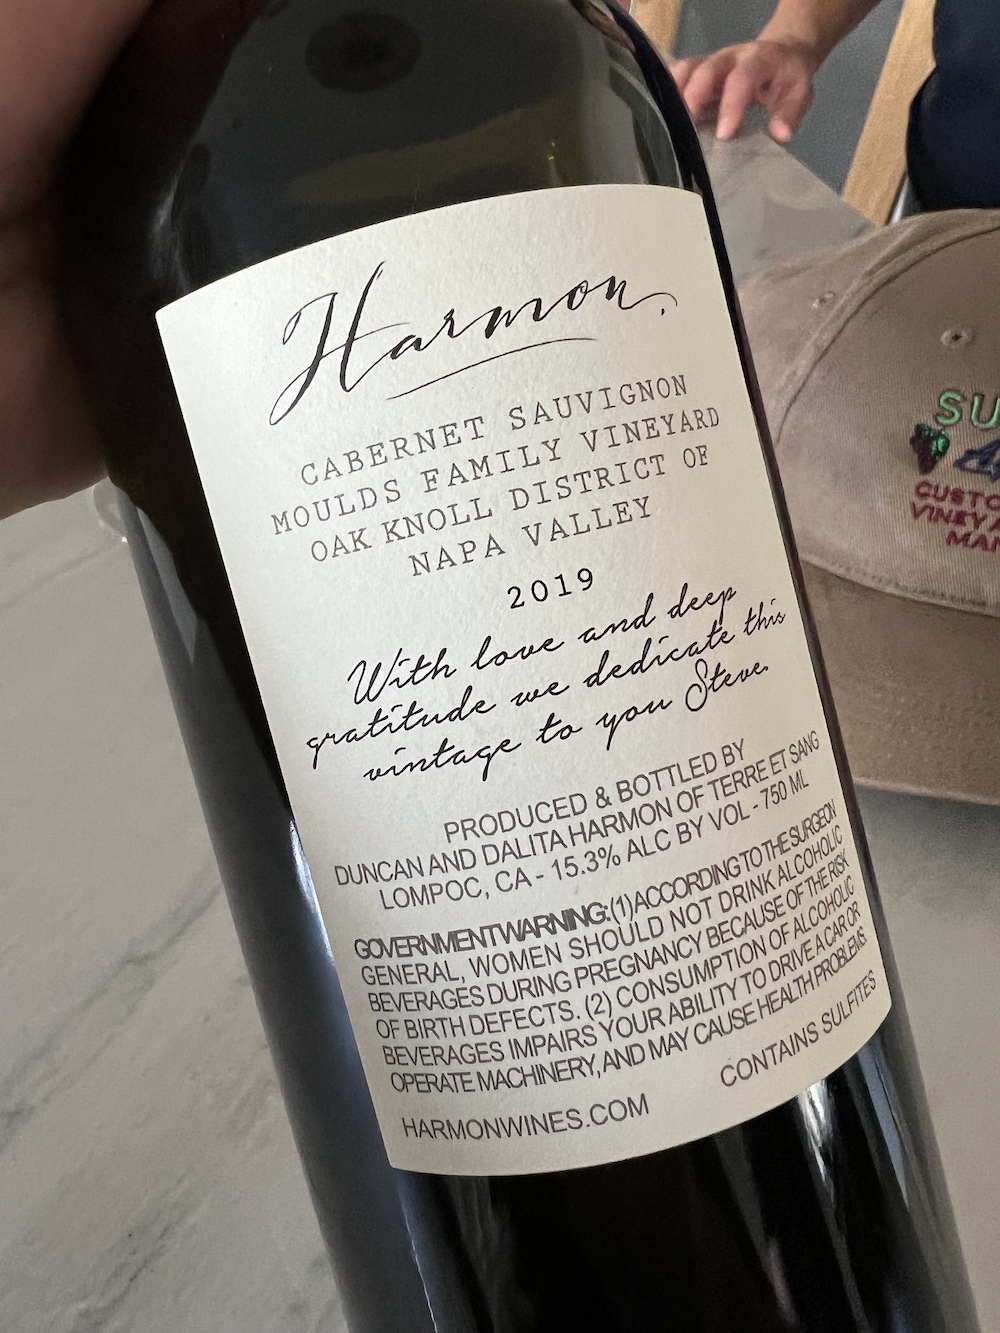 Harmon
CABERNET SAUVIGNON
MOULDS FAMILY VINEYARD
OAK KNOLL DISTRICT OF
NAPA VALLEY
2019
With love and deep
gratitude we dedicate this
vintage to you Steve.
PRODUCED & BOTTLED BY
DUNCAN AND DALITA HARMON OF TERRE ET SANG
LOMPOC, CA - 15.3% ALC BY VOL - 750 ML
GOVERNMENT WARNING: (1) ACCORDING TO THE SURGEON
GENERAL, WOMEN SHOULD NOT DRINK ALCOHOLIC
BEVERAGES DURING PREGNANCY BECAUSE OF THE RISK
OF BIRTH DEFECTS. (2) CONSUMPTION OF ALCOHOLIC
BEVERAGES IMPAIRS YOUR ABILITY TO DRIVE A CAR OR
OPERATE MACHINERY, AND MAY CAUSE HEALTH PROBLEMS.
HARMONWINES.COM
CONTAINS SULFITES
SU
CUSTO
VINEYA
MAN